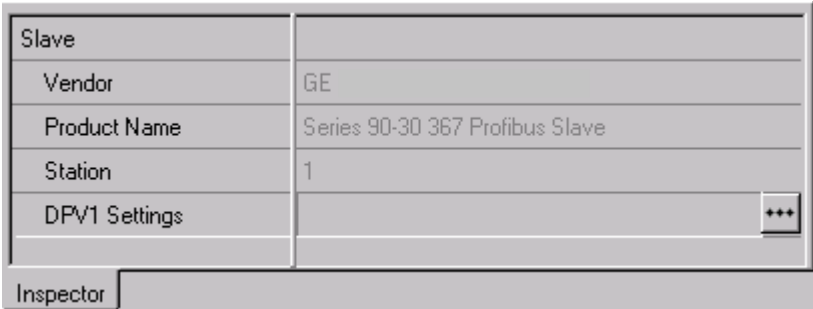 Slave
Vendor GE
Product Name Series 90-30 367 Profibus Slave
Station 1
DPV1 Settings
Inspector